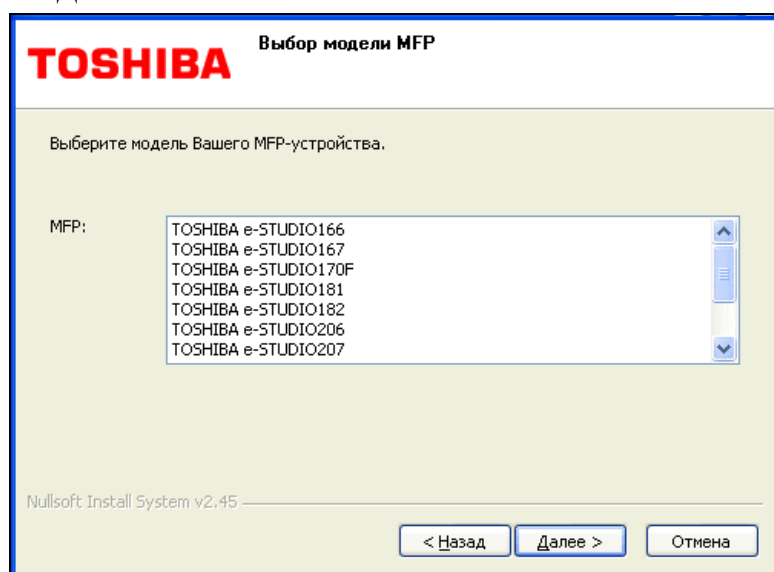 TOSHIBA
Выбор модели MFP
Выберите модель Вашего MFP-устройства.
MFP:
TOSHIBA e-STUDIO166
TOSHIBA e-STUDIO167
TOSHIBA e-STUDIO170F
TOSHIBA e-STUDIO181
TOSHIBA e-STUDIO182
TOSHIBA e-STUDIO206
TOSHIBA e-STUDIO207
Nullsoft Install System v2.45
< Назад
Далее >
Отмена